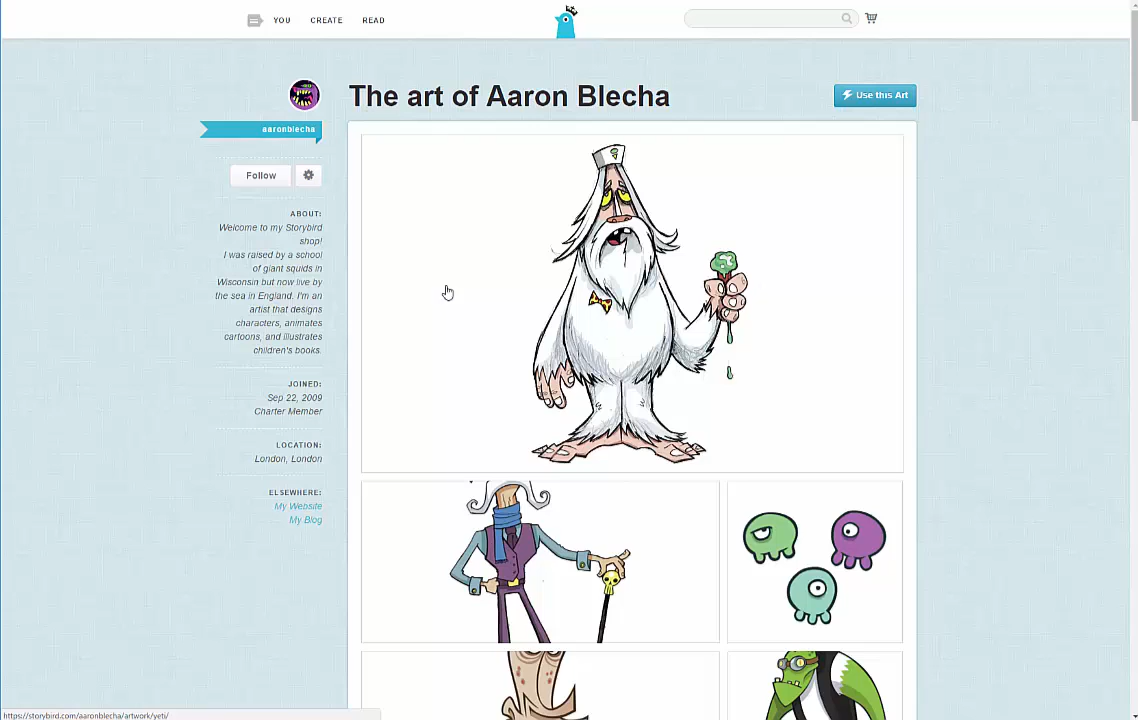 YOU CREATE READ
The art of Aaron Blecha
Use this Art
aaronblecha
Follow
ABOUT:
Welcome to my Storybird
shop!
I was raised by a school
of giant squids in
Wisconsin but now live by
the sea in England. I'm an
artist that designs
characters, animates
cartoons, and illustrates
children's books.
JOINED:
Sep 22, 2009
Charter Member
LOCATION:
London, London
ELSEWHERE:
My Website
My Blog
https://storybird.com/aaronblecha/artwork/yeti/